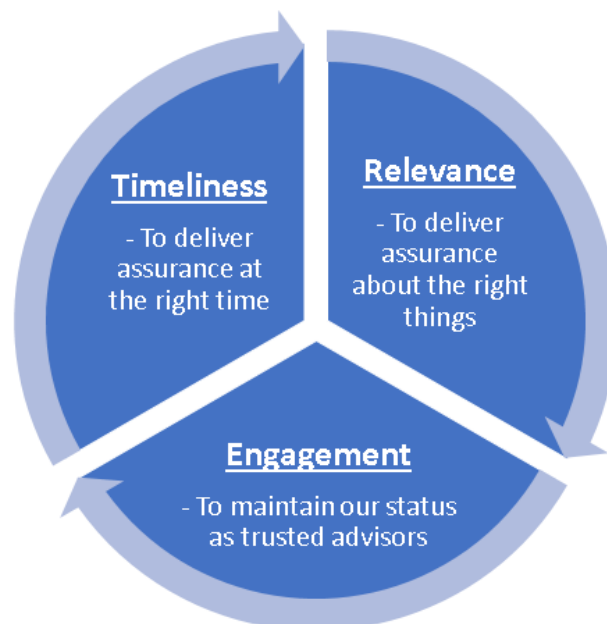 Timeliness
- To deliver
assurance at
the right time
Relevance
- To deliver
assurance
about the right
things
Engagement
- To maintain our status
as trusted advisors